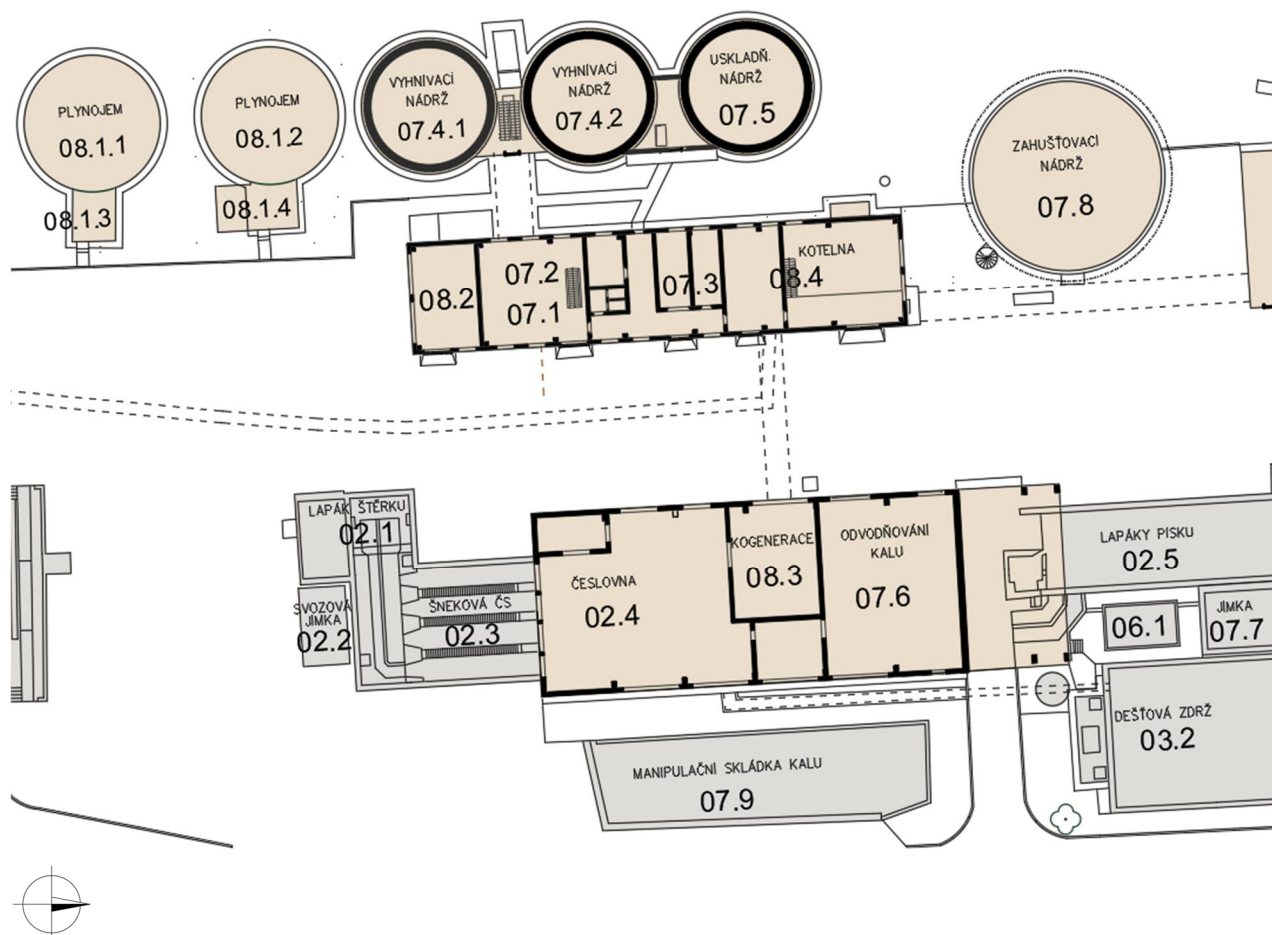 PLYNOJEM
08.1.1
08.1.3
PLYNOJEM
08.1.2
08.1.4
VYHNÍVACÍ
NÁDRŽ
07.4.1
VYHNÍVACÍ
NÁDRŽ
07.4.2
USKLADŇ.
NÁDRŽ
07.5
ZAHUŠŤOVACÍ
NÁDRŽ
07.8
08.2
07.2
07.1
07.3
KOTELNA
08.4
LAPÁK ŠTĚRKU
02.1
SVOZOVÁ
JÍMKA
02.2
ŠNEKOVÁ ČS
02.3
ČESLOVNA
02.4
KOGENERACE
08.3
ODVODŇOVÁNÍ
KALU
07.6
LAPÁKY PÍSKU
02.5
06.1
JÍMKA
07.7
DEŠŤOVÁ ZDRŽ
03.2
MANIPULAČNÍ SKLÁDKA KALU
07.9